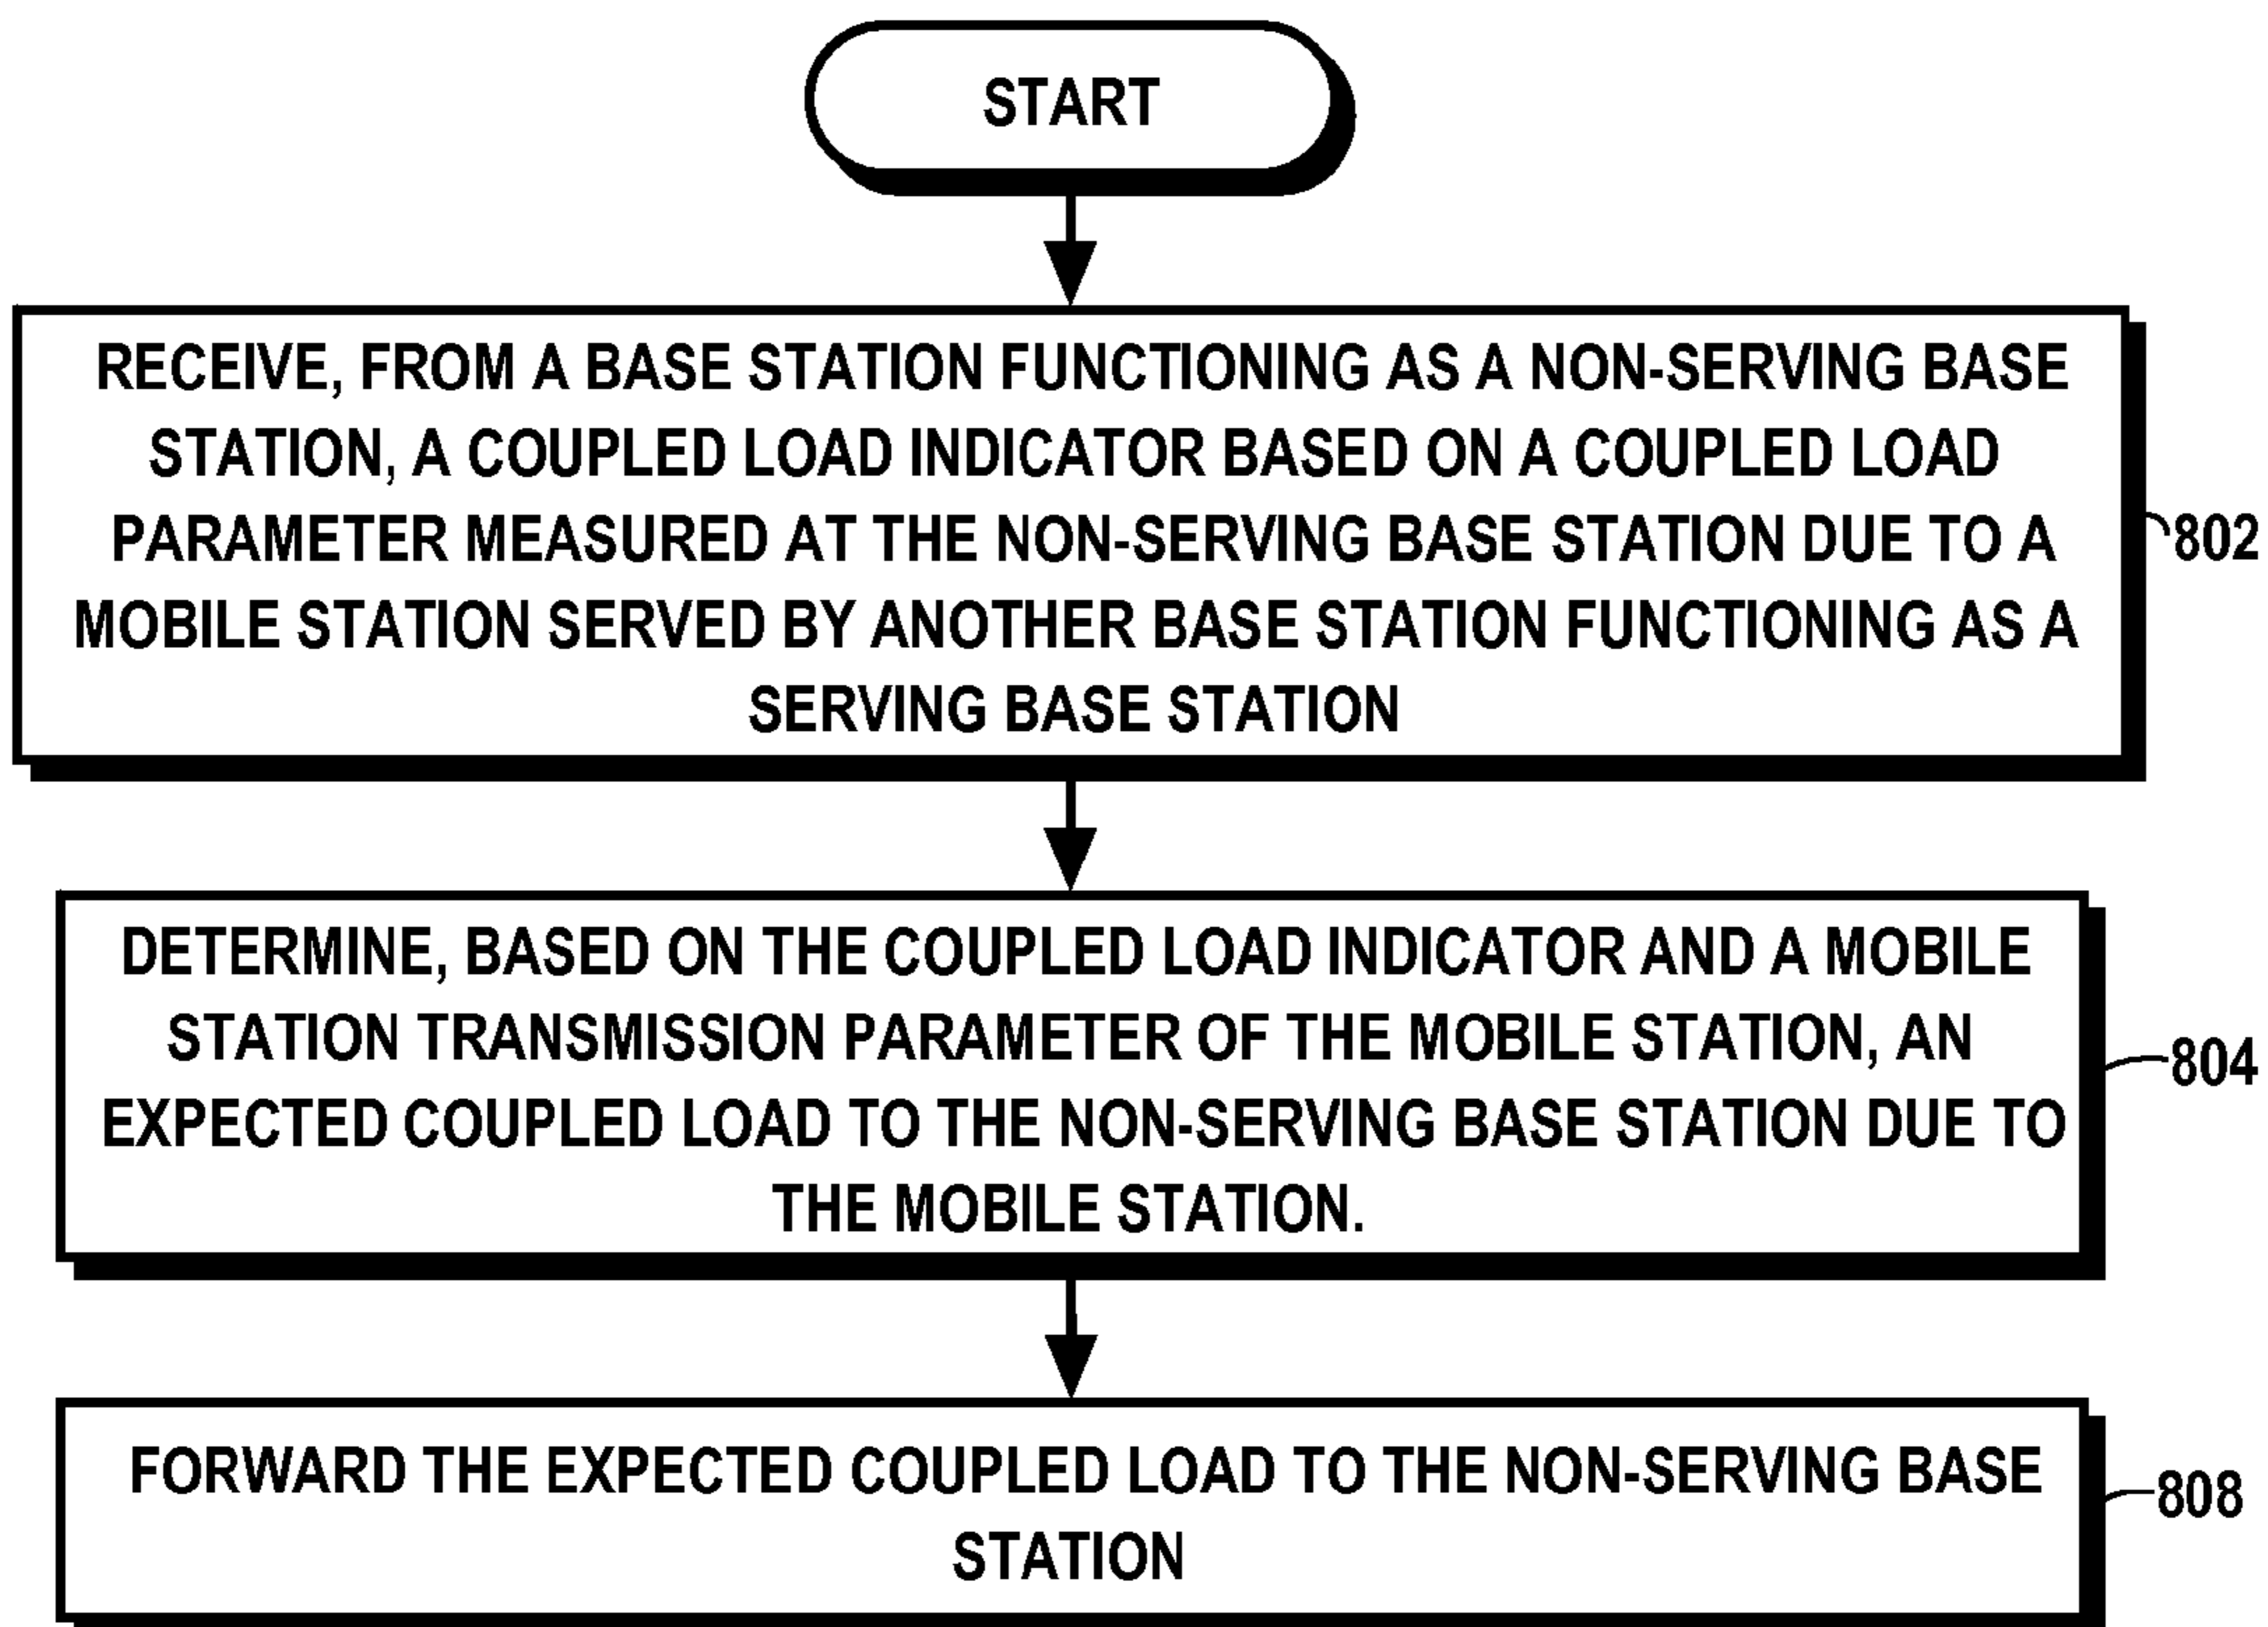 START
RECEIVE, FROM A BASE STATION FUNCTIONING AS A NON-SERVING BASE
STATION, A COUPLED LOAD INDICATOR BASED ON A COUPLED LOAD
PARAMETER MEASURED AT THE NON-SERVING BASE STATION DUE TO A
MOBILE STATION SERVED BY ANOTHER BASE STATION FUNCTIONING AS A
SERVING BASE STATION
802
DETERMINE, BASED ON THE COUPLED LOAD INDICATOR AND A MOBILE
STATION TRANSMISSION PARAMETER OF THE MOBILE STATION, AN
EXPECTED COUPLED LOAD TO THE NON-SERVING BASE STATION DUE TO
THE MOBILE STATION.
804
FORWARD THE EXPECTED COUPLED LOAD TO THE NON-SERVING BASE
STATION
808